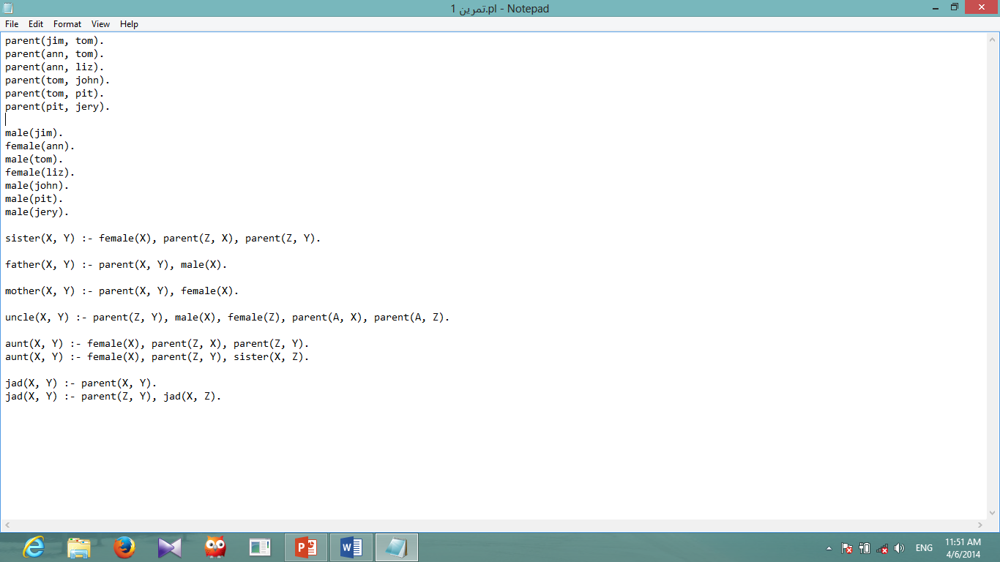 تمرین 1.pl - Notepad
File Edit Format View Help
parent(jim, tom).
parent(ann, tom).
parent(ann, liz).
parent(tom, john).
parent(tom, pit).
parent(pit, jery).
male(jim).
female(ann).
male(tom).
female(liz).
male(john).
male(pit).
male(jery).
sister(X, Y) :- female(X), parent(Z, X), parent(Z, Y).
father(X, Y) :- parent(X, Y), male(X).
mother(X, Y) :- parent(X, Y), female(X).
uncle(X, Y) :- parent(Z, Y), male(X), female(Z), parent(A, X), parent(A, Z).
aunt(X, Y) :- female(X), parent(Z, X), parent(Z, Y).
aunt(X, Y) :- female(X), parent(Z, Y), sister(X, Z).
jad(X, Y) :- parent(X, Y).
jad(X, Y) :- parent(Z, Y), jad(X, Z).
ENG
11:51 AM
4/6/2014